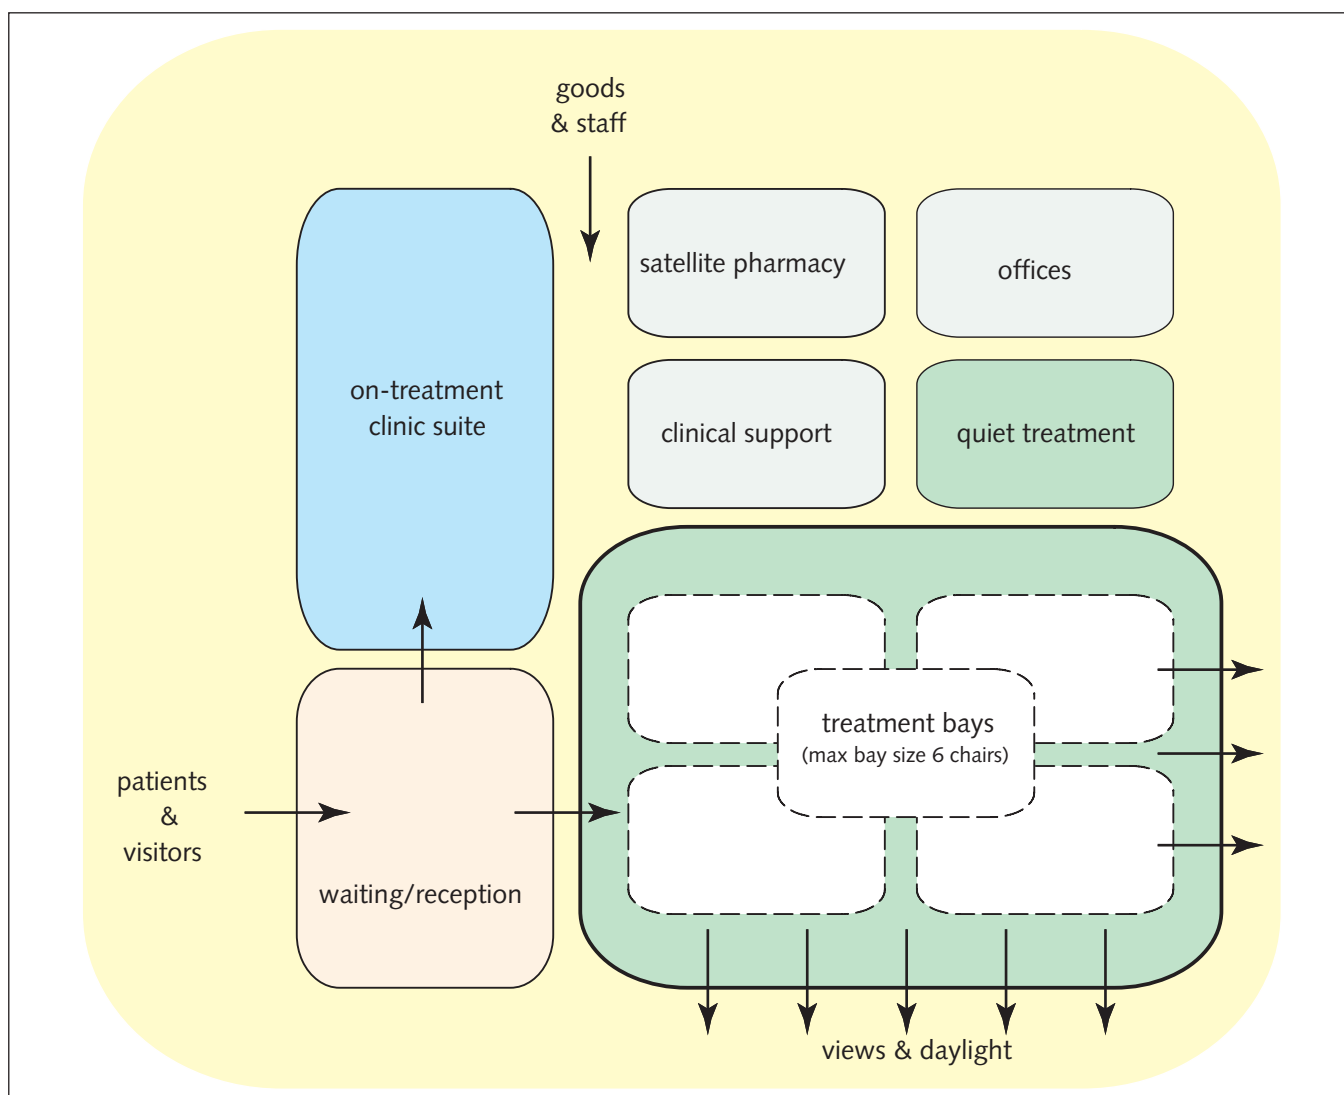 goods
& staff
satellite pharmacy
offices
on-treatment
clinic suite
clinical support
quiet treatment
treatment bays
(max bay size 6 chairs)
patients
&
visitors
waiting/reception
views & daylight